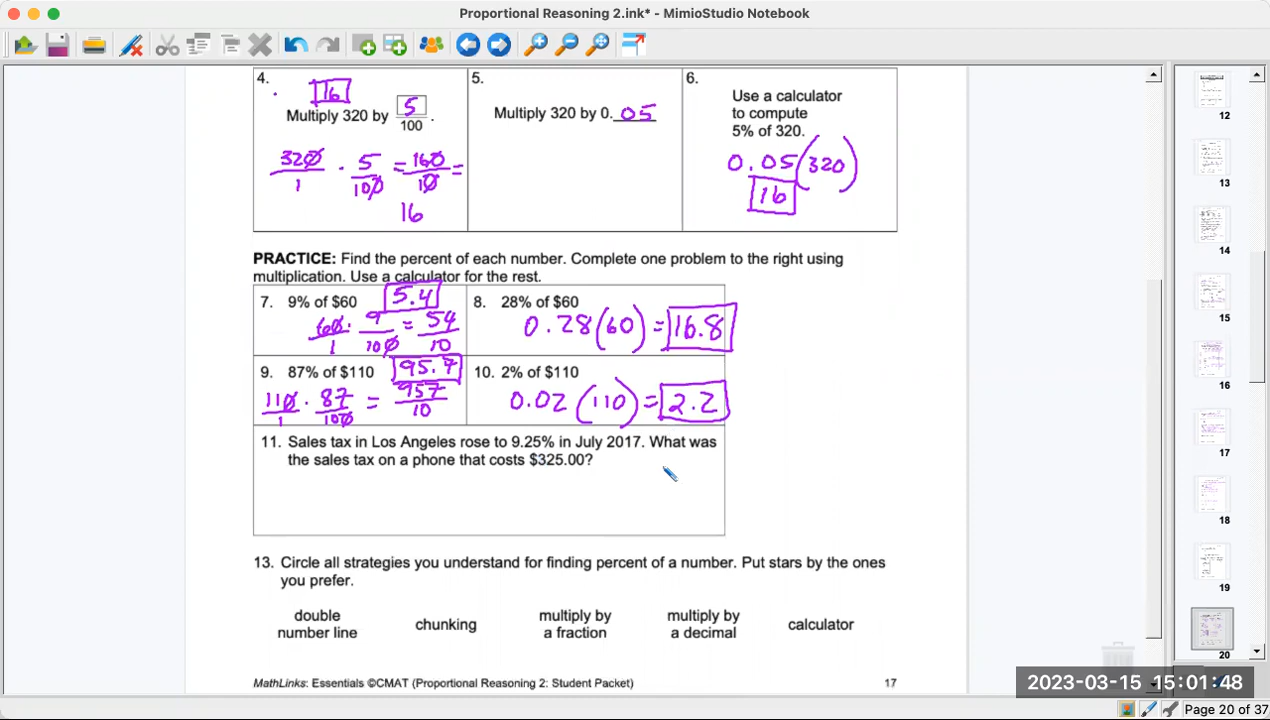 Proportional Reasoning 2.ink* - MimioStudio Notebook
4.
16
Multiply 320 by 5/100.
320/1 · 5/100 = 160/10 =
16
5.
Multiply 320 by 0. 05
6.
Use a calculator
to compute
5% of 320.
0.05(320)
16
PRACTICE: Find the percent of each number. Complete one problem to the right using
multiplication. Use a calculator for the rest.
7. 9% of $60 5.4
60/1 · 9/100 = 54/10
8. 28% of $60
0.28(60) = 16.8
9. 87% of $110 95.7
110/1 · 87/100 = 957/10
10. 2% of $110
0.02 (110) = 2.2
11. Sales tax in Los Angeles rose to 9.25% in July 2017. What was
the sales tax on a phone that costs $325.00?
13. Circle all strategies you understand for finding percent of a number. Put stars by the ones
you prefer.
double
number line
chunking
multiply by
a fraction
multiply by
a decimal
calculator
MathLinks: Essentials ©CMAT (Proportional Reasoning 2: Student Packet)
17
12
13
14
15
16
17
18
19
20
2023-03-15 15:01:48
Page 20 of 37